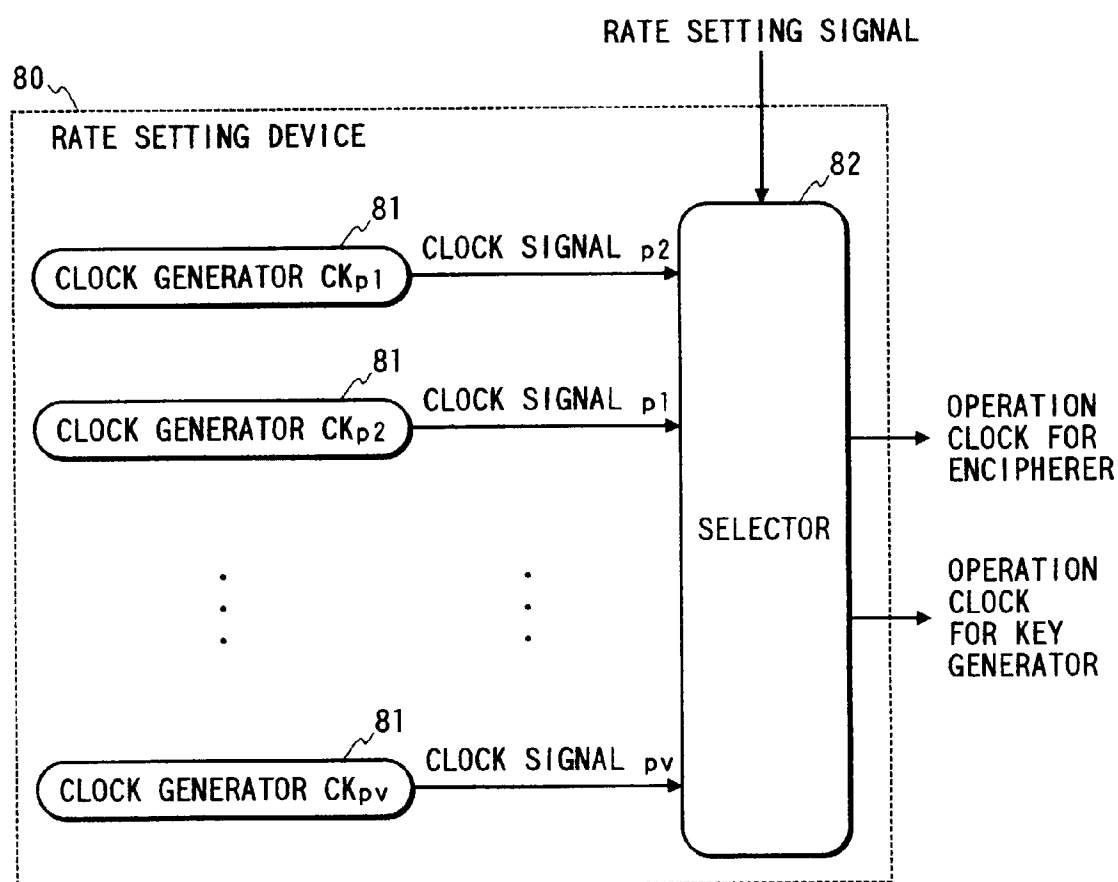 RATE SETTING SIGNAL
80
RATE SETTING DEVICE
82
81
CLOCK GENERATOR CKp1
CLOCK SIGNAL p2
81
CLOCK GENERATOR CKp2
CLOCK SIGNAL p1
SELECTOR
OPERATION
CLOCK FOR
ENCIPHERER
OPERATION
CLOCK
FOR KEY
GENERATOR
81
CLOCK GENERATOR CKpv
CLOCK SIGNAL pv